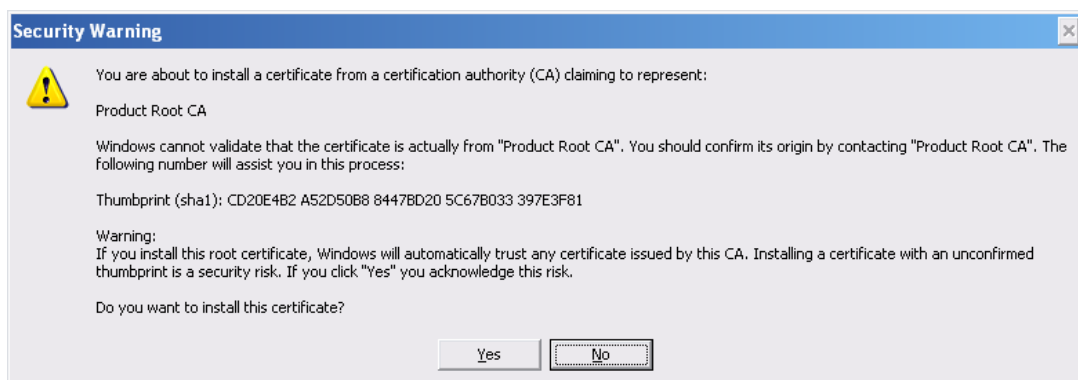 Security Warning
You are about to install a certificate from a certification authority (CA) claiming to represent:
Product Root CA
Windows cannot validate that the certificate is actually from "Product Root CA". You should confirm its origin by contacting "Product Root CA". The
following number will assist you in this process:
Thumbprint (sha1): CD20E4B2 A52D50B8 8447BD20 5C67B033 397E3F81
Warning:
If you install this root certificate, Windows will automatically trust any certificate issued by this CA. Installing a certificate with an unconfirmed
thumbprint is a security risk. If you click "Yes" you acknowledge this risk.
Do you want to install this certificate?
Yes No